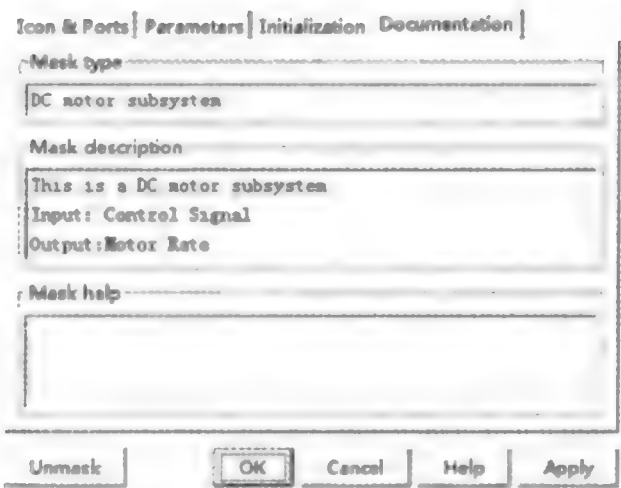 Icon & Ports Parameters Initialization Documentation
Mask type
DC motor subsystem
Mask description
This is a DC motor subsystem
Input: Control Signal
Output:Motor Rate
Mask help
Unmask OK Cancel Help Apply